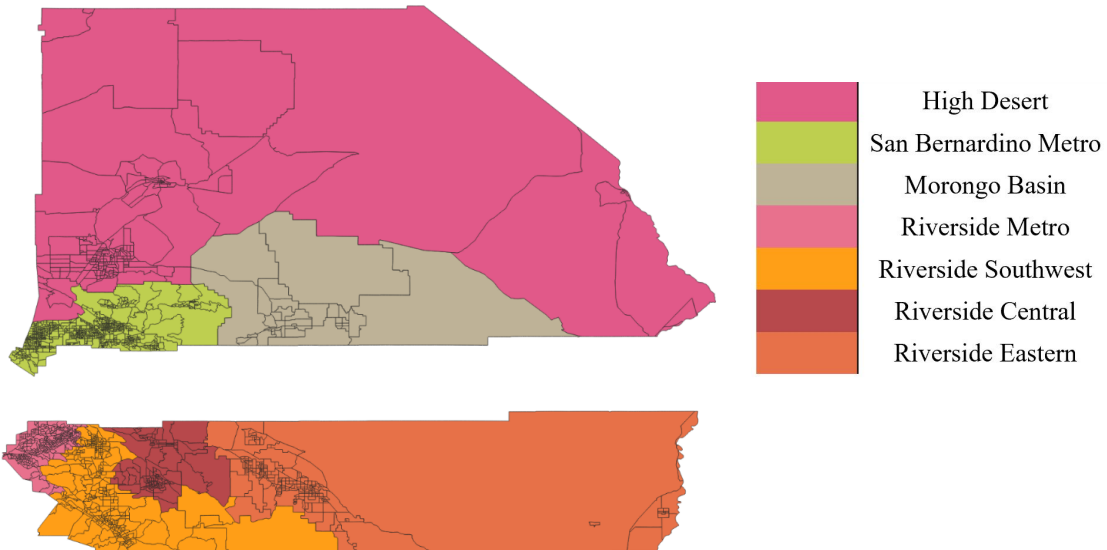 High Desert
San Bernardino Metro
Morongo Basin
Riverside Metro
Riverside Southwest
Riverside Central
Riverside Eastern